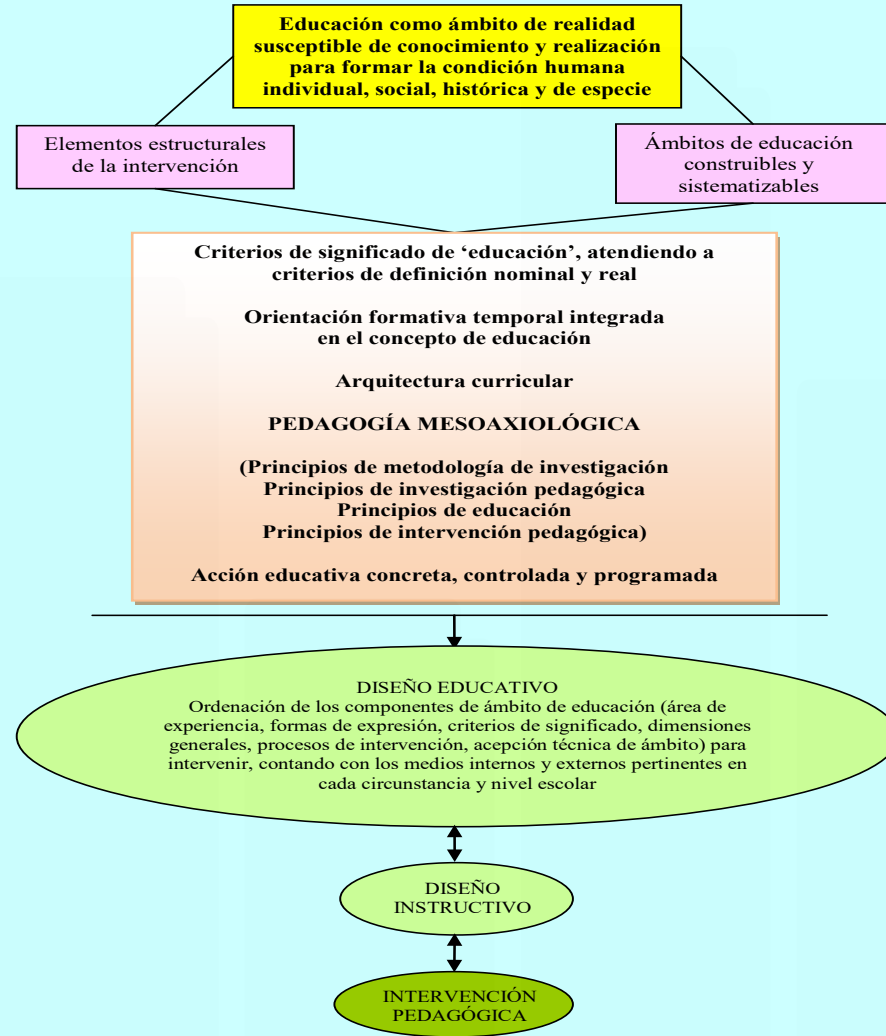 Educación como ámbito de realidad
susceptible de conocimiento y realización
para formar la condición humana
individual, social, histórica y de especie
Elementos estructurales
de la intervención
Ámbitos de educación
construibles y
sistematizables
Criterios de significado de ‘educación’, atendiendo a
criterios de definición nominal y real
Orientación formativa temporal integrada
en el concepto de educación
Arquitectura curricular
PEDAGOGÍA MESOAXIOLÓGICA
(Principios de metodología de investigación
Principios de investigación pedagógica
Principios de educación
Principios de intervención pedagógica)
Acción educativa concreta, controlada y programada
DISEÑO EDUCATIVO
Ordenación de los componentes de ámbito de educación (área de
experiencia, formas de expresión, criterios de significado, dimensiones
generales, procesos de intervención, acepción técnica de ámbito) para
intervenir, contando con los medios internos y externos pertinentes en
cada circunstancia y nivel escolar
DISEÑO
INSTRUCTIVO
INTERVENCIÓN
PEDAGÓGICA